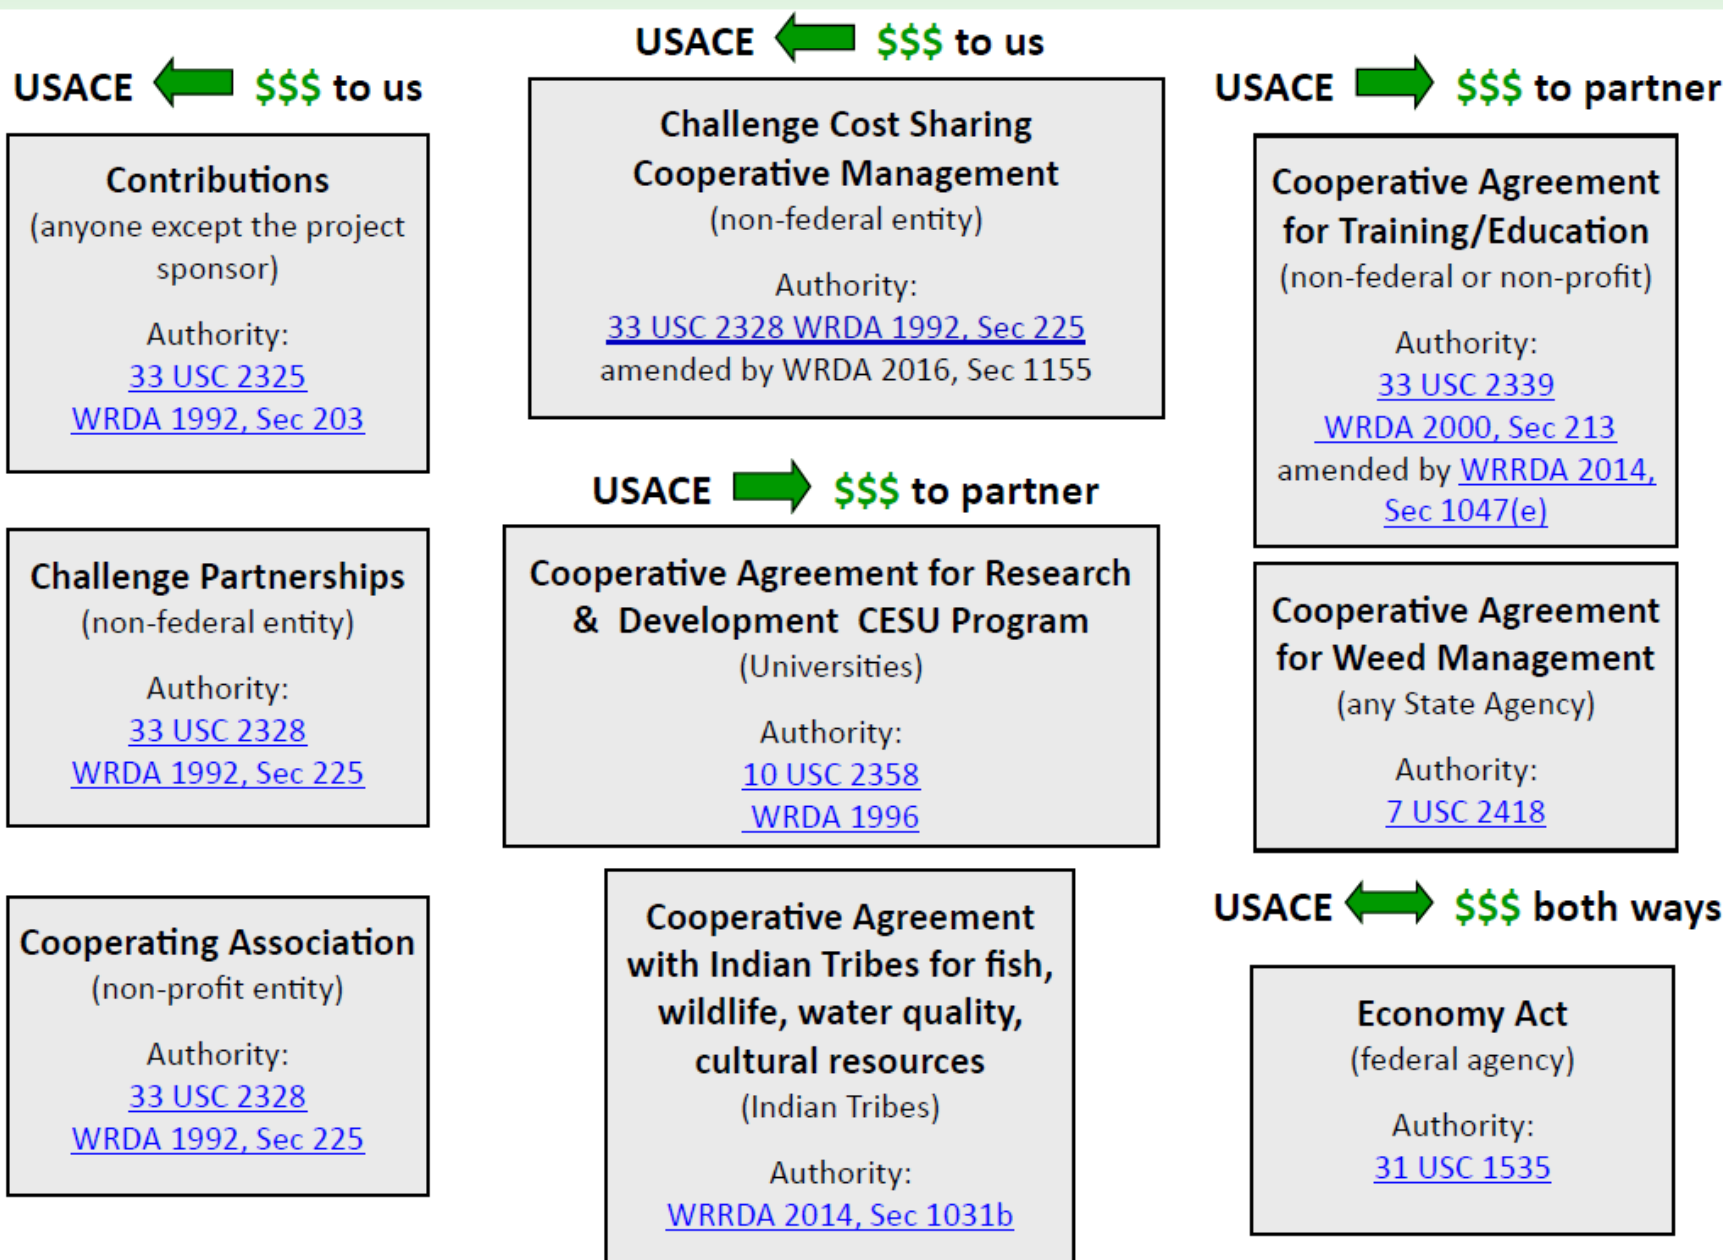 USACE $$$ to us
Contributions
(anyone except the project
sponsor)
Authority:
33 USC 2325
WRDA 1992, Sec 203
Challenge Partnerships
(non-federal entity)
Authority:
33 USC 2328
WRDA 1992, Sec 225
Cooperating Association
(non-profit entity)
Authority:
33 USC 2328
WRDA 1992, Sec 225
USACE $$$ to us
Challenge Cost Sharing
Cooperative Management
(non-federal entity)
Authority:
33 USC 2328 WRDA 1992, Sec 225
amended by WRDA 2016, Sec 1155
USACE $$$ to partner
Cooperative Agreement for Research
& Development CESU Program
(Universities)
Authority:
10 USC 2358
WRDA 1996
Cooperative Agreement
with Indian Tribes for fish,
wildlife, water quality,
cultural resources
(Indian Tribes)
Authority:
WRRDA 2014, Sec 1031b
USACE $$$ to partner
Cooperative Agreement
for Training/Education
(non-federal or non-profit)
Authority:
33 USC 2339
WRDA 2000, Sec 213
amended by WRRDA 2014,
Sec 1047(e)
Cooperative Agreement
for Weed Management
(any State Agency)
Authority:
7 USC 2418
USACE $$$ both ways
Economy Act
(federal agency)
Authority:
31 USC 1535